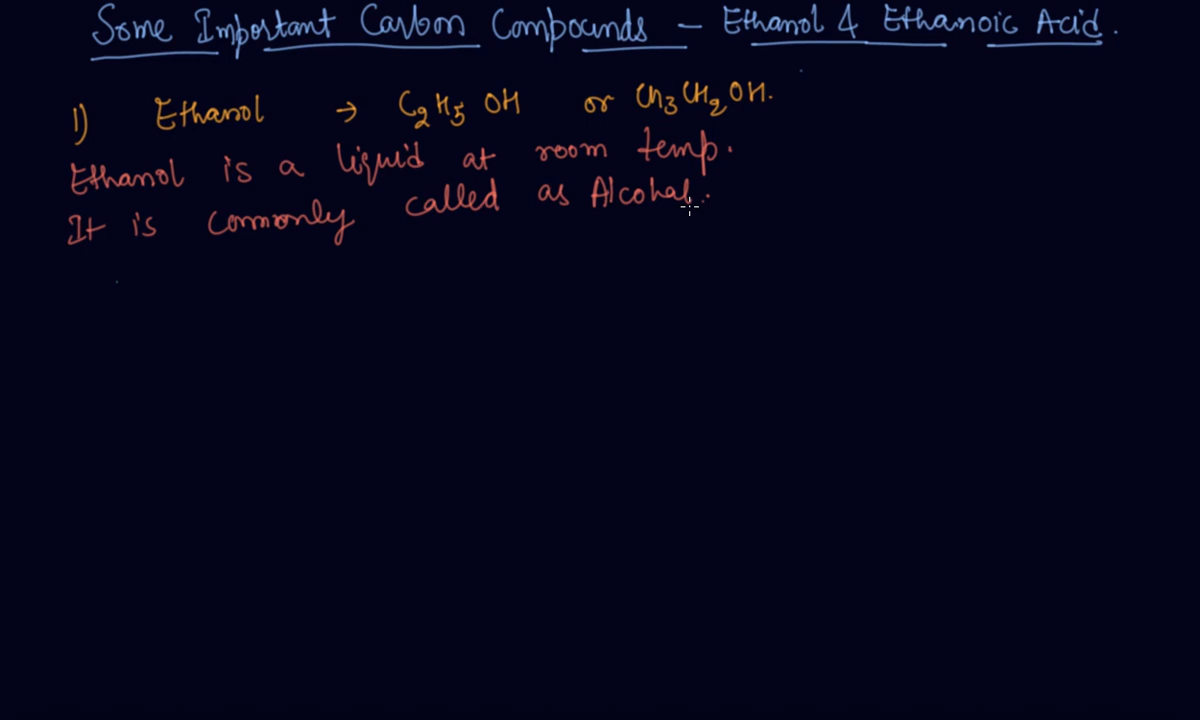 Some Important Carbon Compounds - Ethanol & Ethanoic Acid.
1) Ethanol → C₂H₅ OH or CH₃CH₂OH.
Ethanol is a liquid at room temp.
It is commonly called as Alcohal.